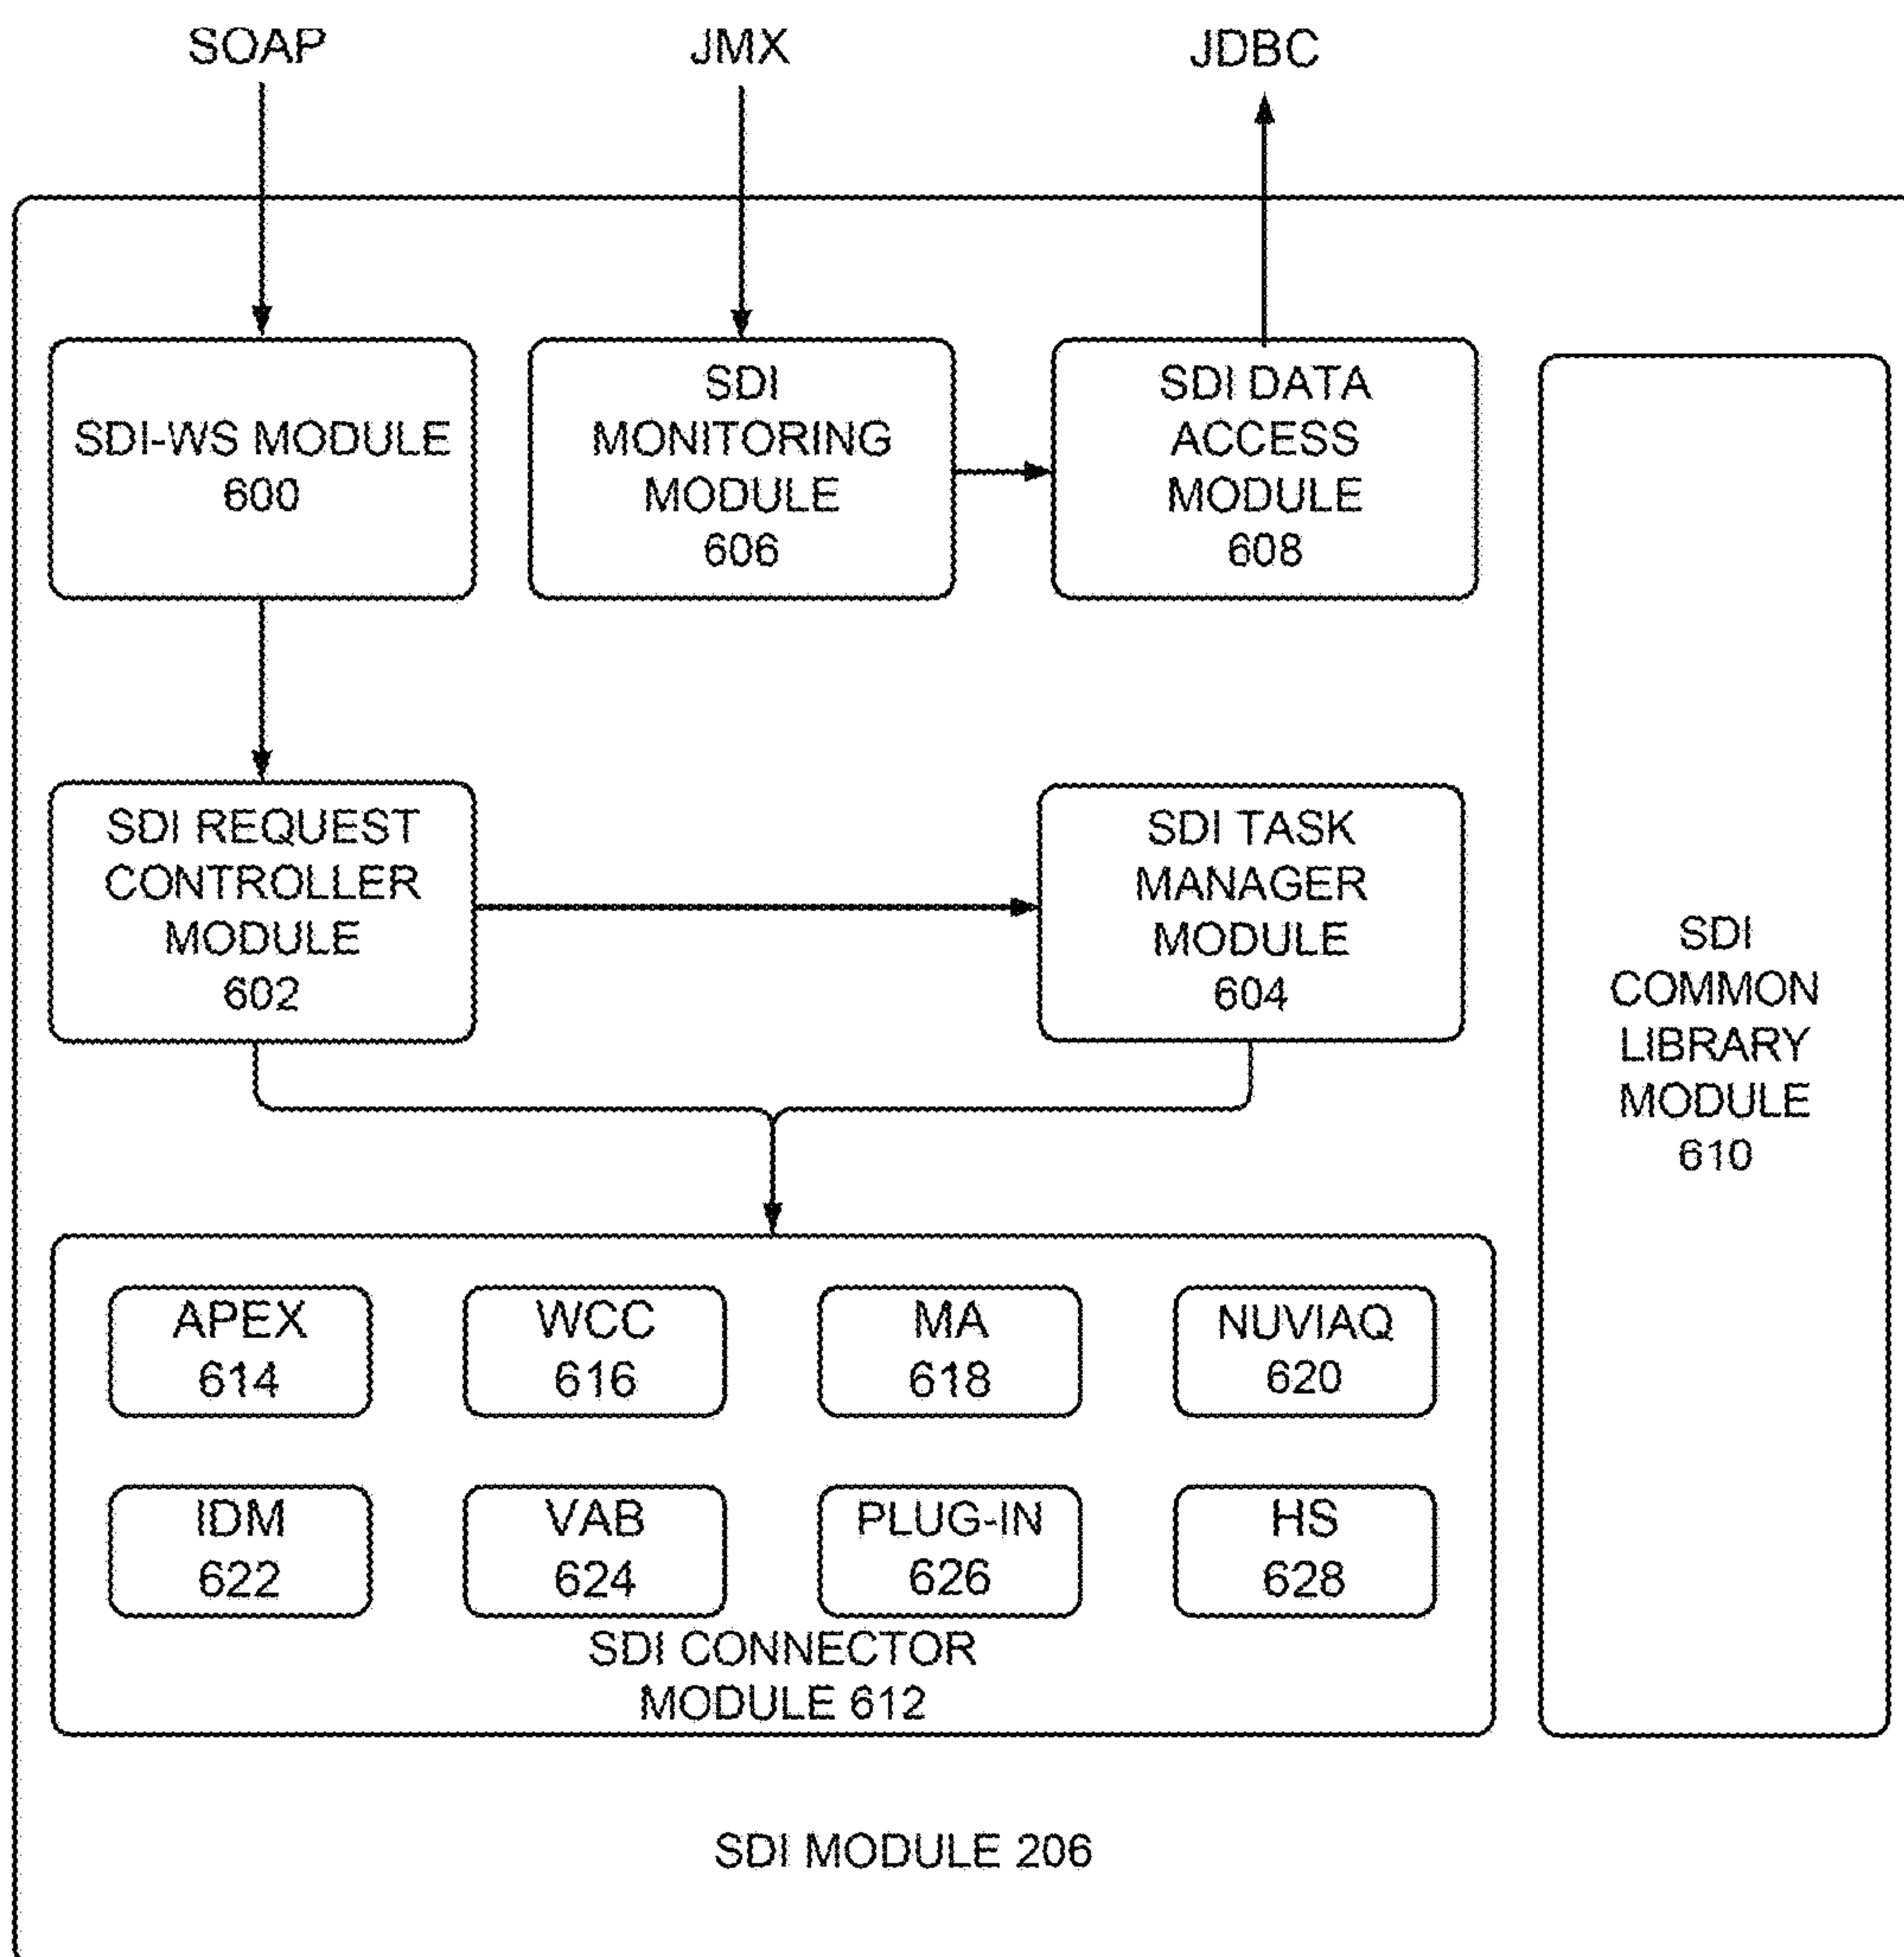 SOAP
JMX
JDBC
SDI-WS MODULE
600
SDI
MONITORING
MODULE
606
SDI DATA
ACCESS
MODULE
608
SDI REQUEST
CONTROLLER
MODULE
602
SDI TASK
MANAGER
MODULE
604
SDI
COMMON
LIBRARY
MODULE
610
APEX
614
WCC
616
MA
618
NUVIAQ
620
IDM
622
VAB
624
PLUG-IN
626
HS
628
SDI CONNECTOR
MODULE 612
SDI MODULE 206